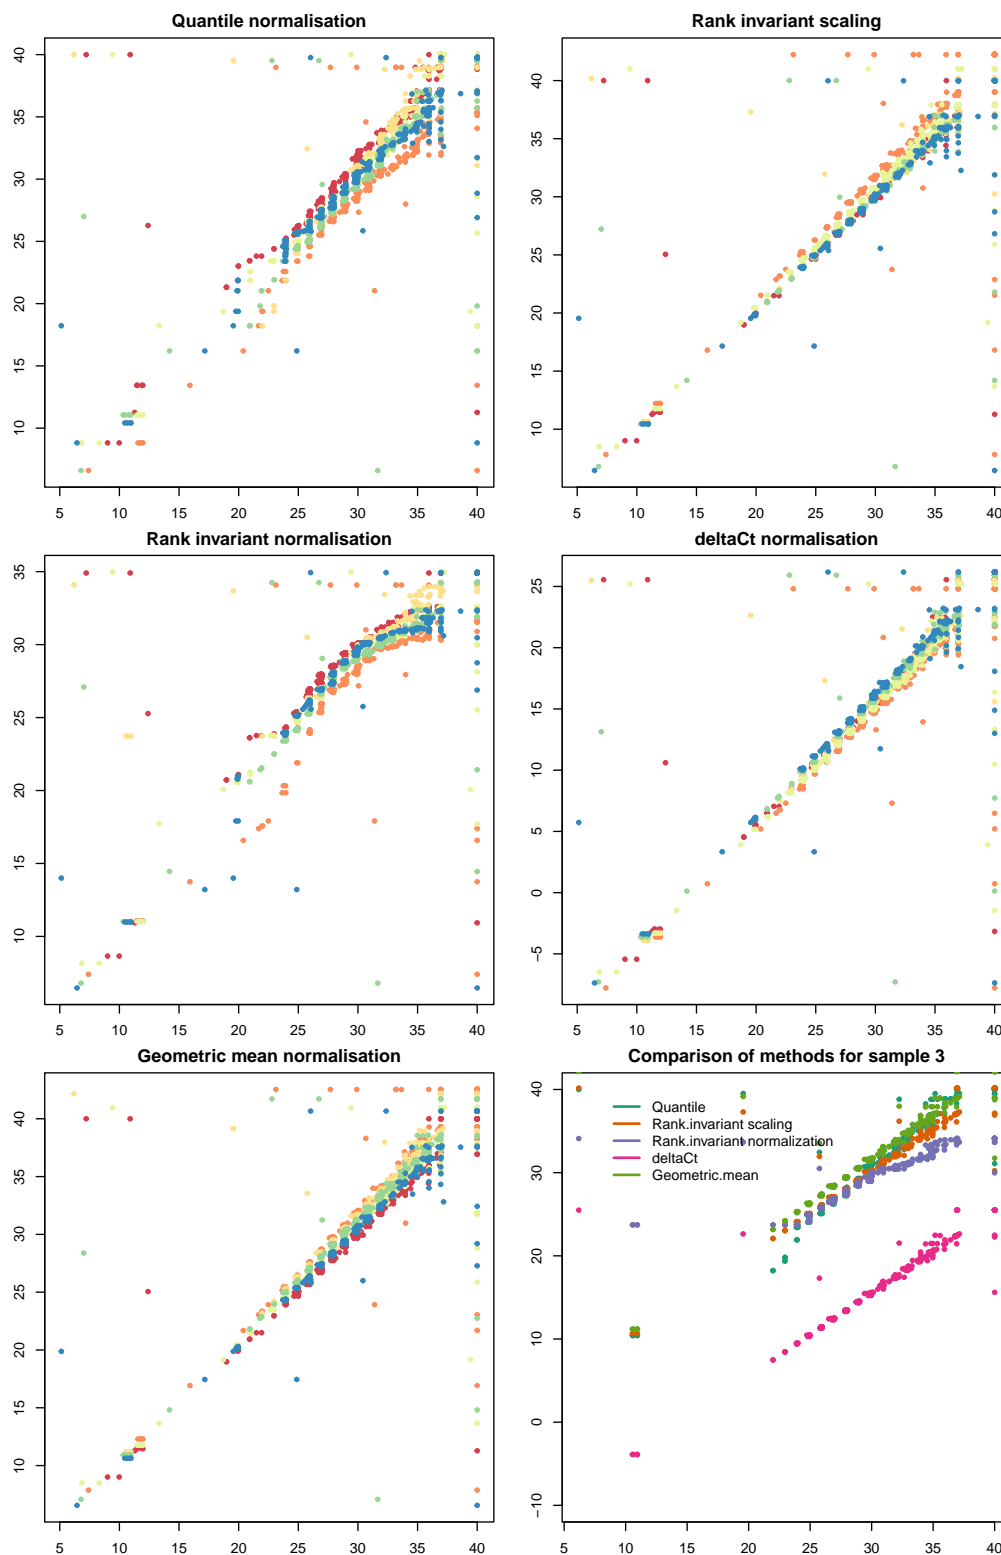 Quantile normalisation
40
35
30
25
20
15
10
5 10 15 20 25 30 35 40
Rank invariant scaling
40
35
30
25
20
15
10
5 10 15 20 25 30 35 40
Rank invariant normalisation
35
30
25
20
15
10
5 10 15 20 25 30 35 40
deltaCt normalisation
25
20
15
10
5
0
−5
5 10 15 20 25 30 35 40
Geometric mean normalisation
40
35
30
25
20
15
10
5 10 15 20 25 30 35 40
Comparison of methods for sample 3
40
30
20
10
0
−10
Quantile
Rank.invariant scaling
Rank.invariant normalization
deltaCt
Geometric.mean
5 10 15 20 25 30 35 40